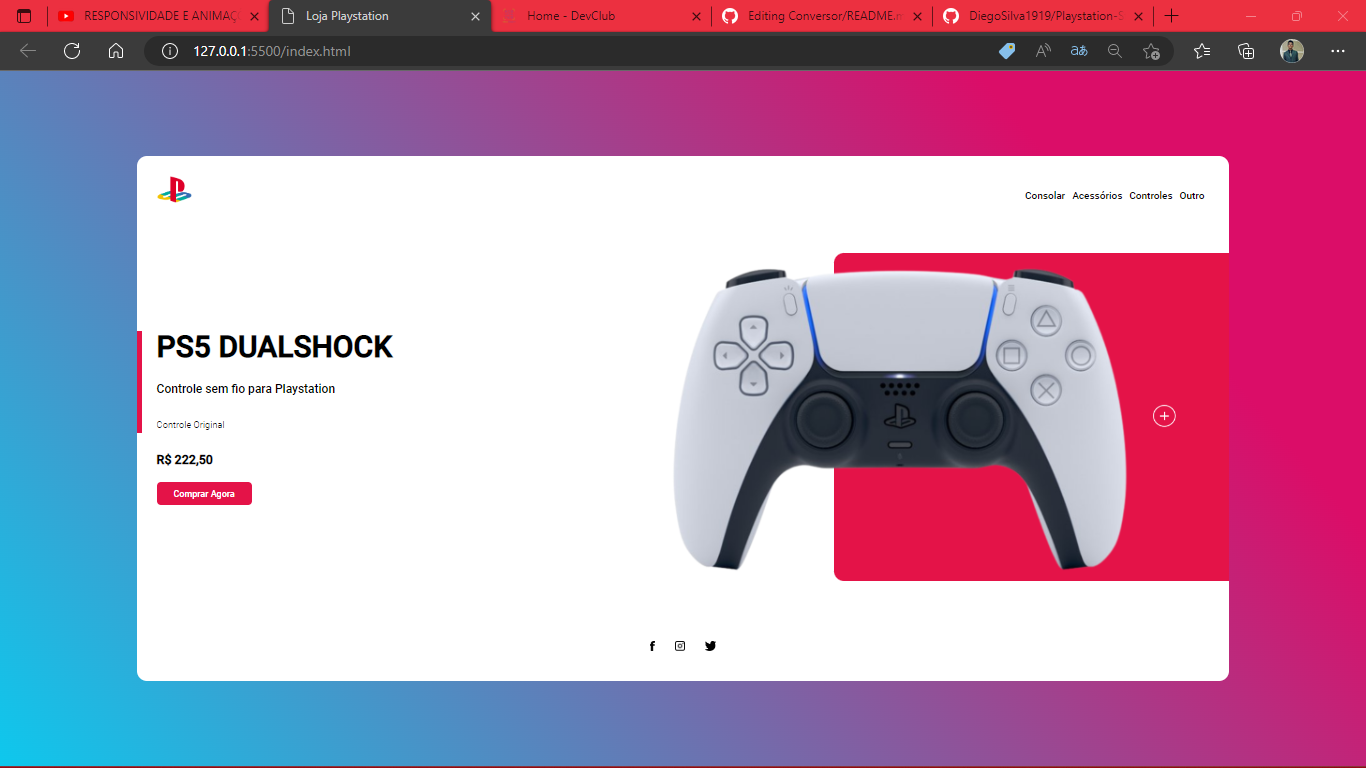 RESPONSIVIDADE E ANIMAÇ
Loja Playstation
Home - DevClub
Editing Conversor/README.m
DiegoSilva1919/Playstation-S
127.0.0.1:5500/index.html
Consolar Acessórios Controles Outro
PS5 DUALSHOCK
Controle sem fio para Playstation
Controle Original
R$ 222,50
Comprar Agora